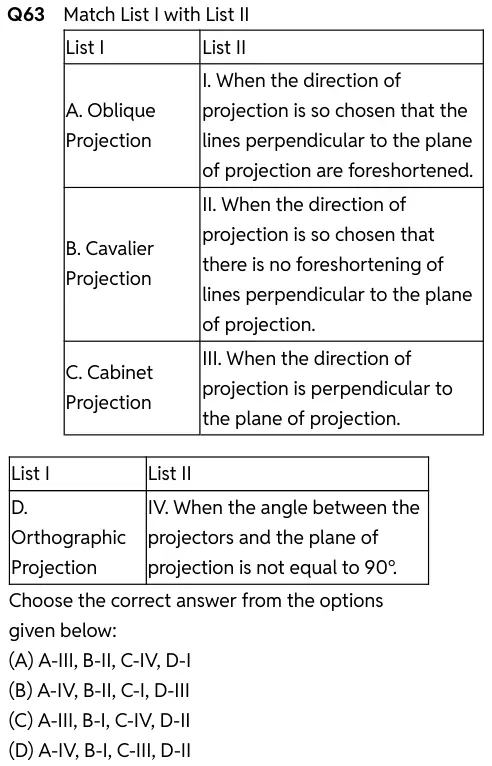 Q63 Match List I with List II
List I List II
I. When the direction of
A. Oblique projection is so chosen that the
Projection lines perpendicular to the plane
of projection are foreshortened.
II. When the direction of
projection is so chosen that
B. Cavalier
there is no foreshortening of
Projection
lines perpendicular to the plane
of projection.
C. Cabinet
Projection
III. When the direction of
projection is perpendicular to
the plane of projection.
List I List II
D. IV. When the angle between the
Orthographic projectors and the plane of
Projection projection is not equal to 90º.
Choose the correct answer from the options
given below:
(A) A-III, B-II, C-IV, D-I
(B) A-IV, B-II, C-I, D-III
(C) A-III, B-I, C-IV, D-II
(D) A-IV, B-I, C-III, D-II